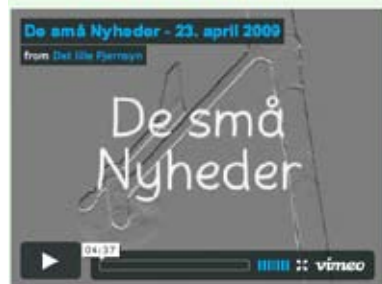 De små Nyheder - 23. april 2009
from Det lille Fjernsyn
De små
Nyheder
04:37
vimeo